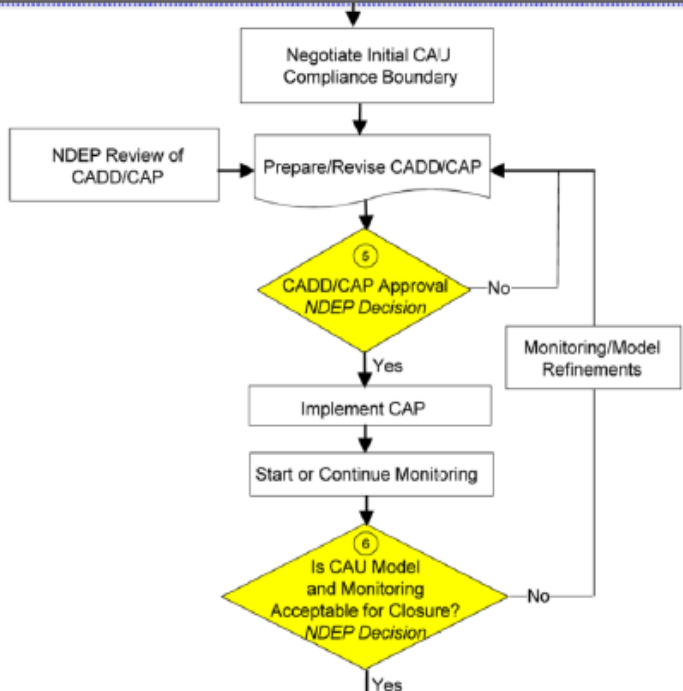 Negotiate Initial CAU
Compliance Boundary
NDEP Review of
CADD/CAP
Prepare/Revise CADD/CAP
5
CADD/CAP Approval
NDEP Decision
No
Yes
Monitoring/Model
Refinements
Implement CAP
Start or Continue Monitoring
6
Is CAU Model
and Monitoring
Acceptable for Closure?
NDEP Decision
No
Yes